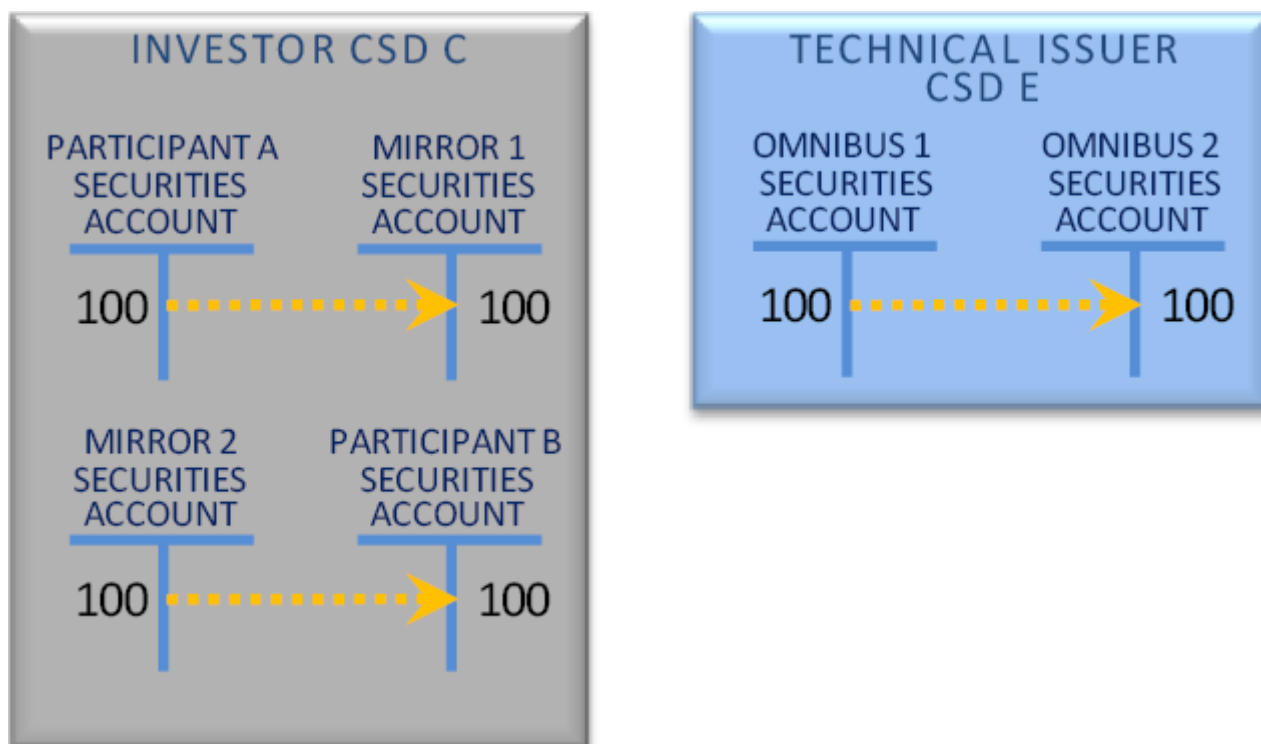 INVESTOR CSD C
PARTICIPANT A
SECURITIES
ACCOUNT
MIRROR 1
SECURITIES
ACCOUNT
100
100
MIRROR 2
SECURITIES
ACCOUNT
PARTICIPANT B
SECURITIES
ACCOUNT
100
100
TECHNICAL ISSUER
CSD E
OMNIBUS 1
SECURITIES
ACCOUNT
OMNIBUS 2
SECURITIES
ACCOUNT
100
100